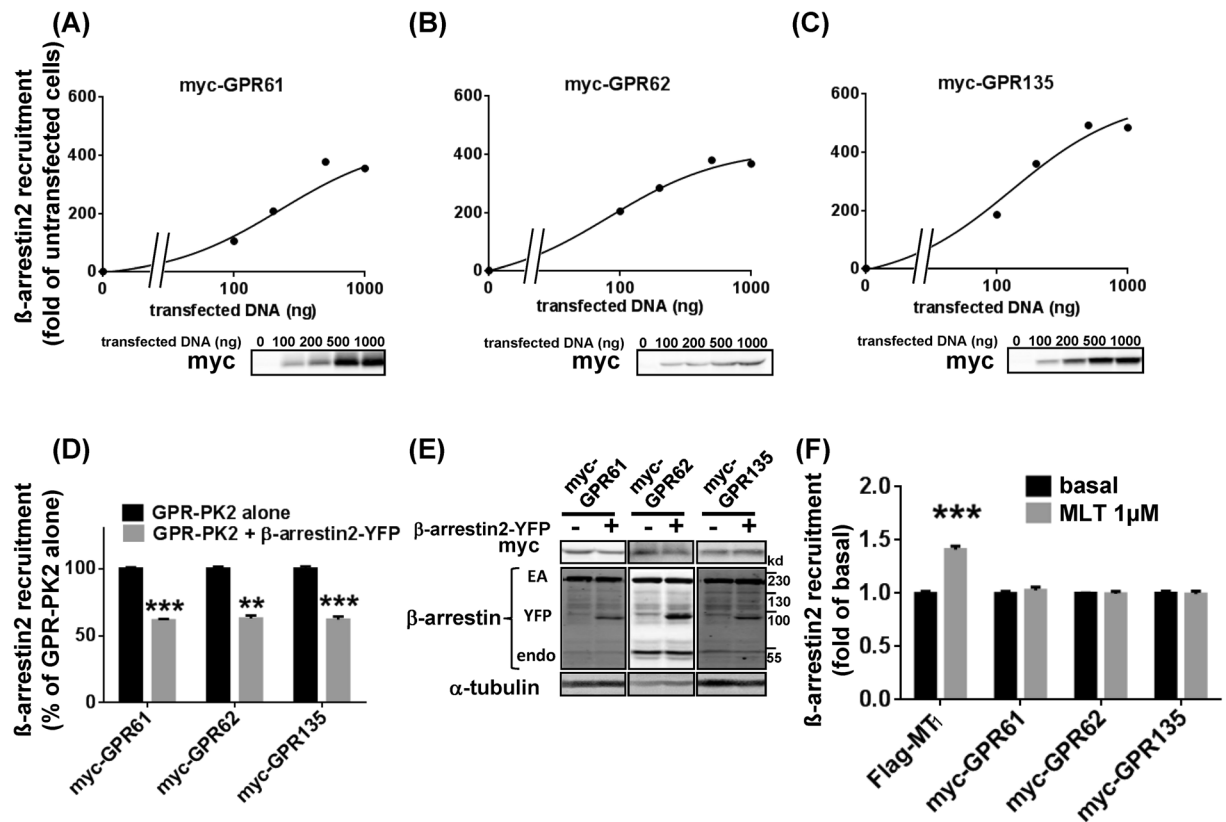 (A)
ß-arrestin2 recruitment
(fold of untransfected cells)
myc-GPR61
600
400
200
0
0
100
1000
transfected DNA (ng)
transfected DNA (ng) 0 100 200 500 1000
myc
(B)
myc-GPR62
600
400
200
0
0
100
1000
transfected DNA (ng)
transfected DNA (ng) 0 100 200 500 1000
myc
(C)
myc-GPR135
600
400
200
0
0
100
1000
transfected DNA (ng)
transfected DNA (ng) 0 100 200 500 1000
myc
(D)
ß-arrestin2 recruitment
(% of GPR-PK2 alone)
GPR-PK2 alone
GPR-PK2 + β-arrestin2-YFP
100
50
0
***
**
***
myc-GPR61
myc-GPR62
myc-GPR135
(E)
myc-
GPR61
myc-
GPR62
myc-
GPR135
β-arrestin2-YFP - + - + - +
myc
kd
β-arrestin
EA
YFP
endo
230
130
100
55
α-tubulin
(F)
ß-arrestin2 recruitment
(fold of basal)
basal
MLT 1µM
2.0
1.5
1.0
0.5
0.0
***
Flag-MT₁
myc-GPR61
myc-GPR62
myc-GPR135